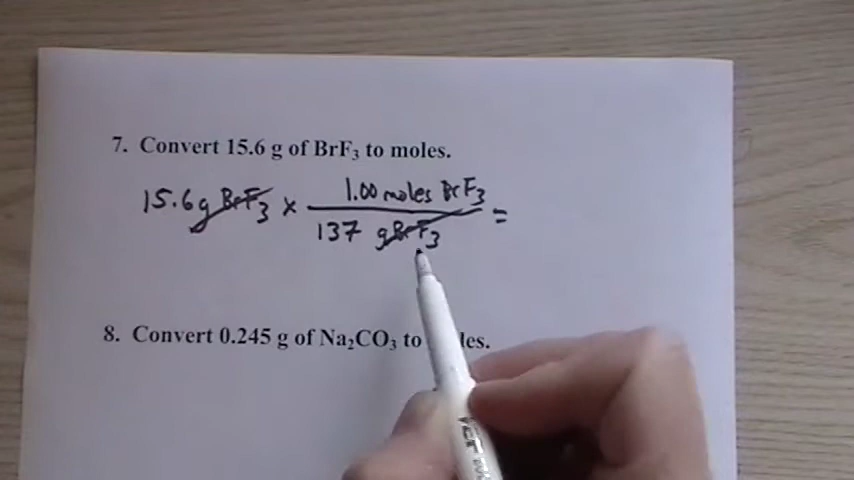 7. Convert 15.6 g of BrF₃ to moles.
15.6 g BrF₃ × 1.00 moles BrF₃ =
137 g BrF₃
8. Convert 0.245 g of Na₂CO₃ to les.